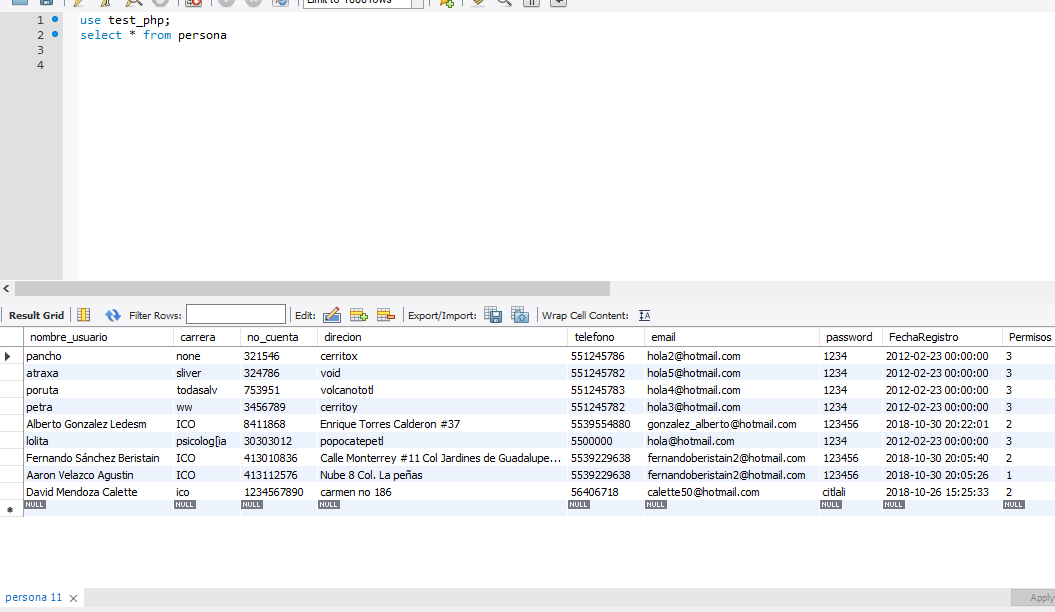 Limit to 1000 rows
1 use test_php;
2 select * from persona
3
4
Result Grid Filter Rows: Edit: Export/Import: Wrap Cell Content:
nombre_usuario carrera no_cuenta direcion telefono email password FechaRegistro Permisos
pancho none 321546 cerritox 551245786 hola2@hotmail.com 1234 2012-02-23 00:00:00 3
atraxa sliver 324786 void 551245782 hola5@hotmail.com 1234 2012-02-23 00:00:00 3
poruta todasalv 753951 volcanototl 551245783 hola4@hotmail.com 1234 2012-02-23 00:00:00 3
petra ww 3456789 cerritoy 551245782 hola3@hotmail.com 1234 2012-02-23 00:00:00 3
Alberto Gonzalez Ledesm ICO 8411868 Enrique Torres Calderon #37 5539554880 gonzalez_alberto@hotmail.com 123456 2018-10-30 20:22:01 2
lolita psicolog[ia 30303012 popocatepetl 5500000 hola@hotmail.com 1234 2012-02-23 00:00:00 3
Fernando Sánchez Beristain ICO 413010836 Calle Monterrey #11 Col Jardines de Guadalupe... 5539229638 fernandoberistain2@hotmail.com 123456 2018-10-30 20:05:40 2
Aaron Velazco Agustin ICO 413112576 Nube 8 Col. La peñas 5539229638 fernandoberistain2@hotmail.com 123456 2018-10-30 20:05:26 1
David Mendoza Calette ico 1234567890 carmen no 186 56406718 calette50@hotmail.com citlali 2018-10-26 15:25:33 2
NULL NULL NULL NULL NULL NULL NULL NULL NULL
persona 11 Apply